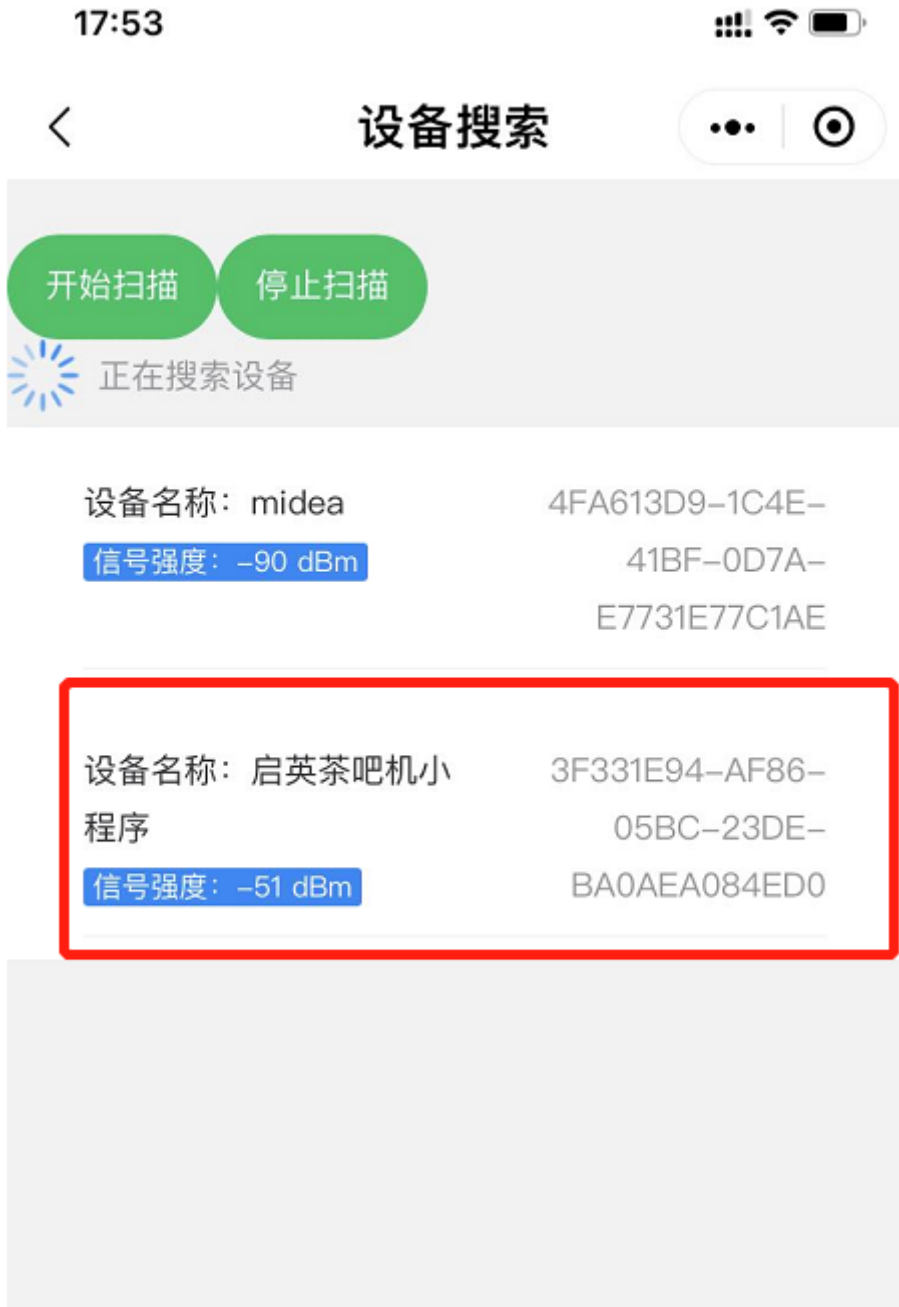 17:53
设备搜索
开始扫描 停止扫描
正在搜索设备
设备名称：midea 4FA613D9-1C4E-
信号强度：-90 dBm 41BF-0D7A-
E7731E77C1AE
设备名称：启英茶吧机小 3F331E94-AF86-
程序 05BC-23DE-
信号强度：-51 dBm BA0AEA084ED0